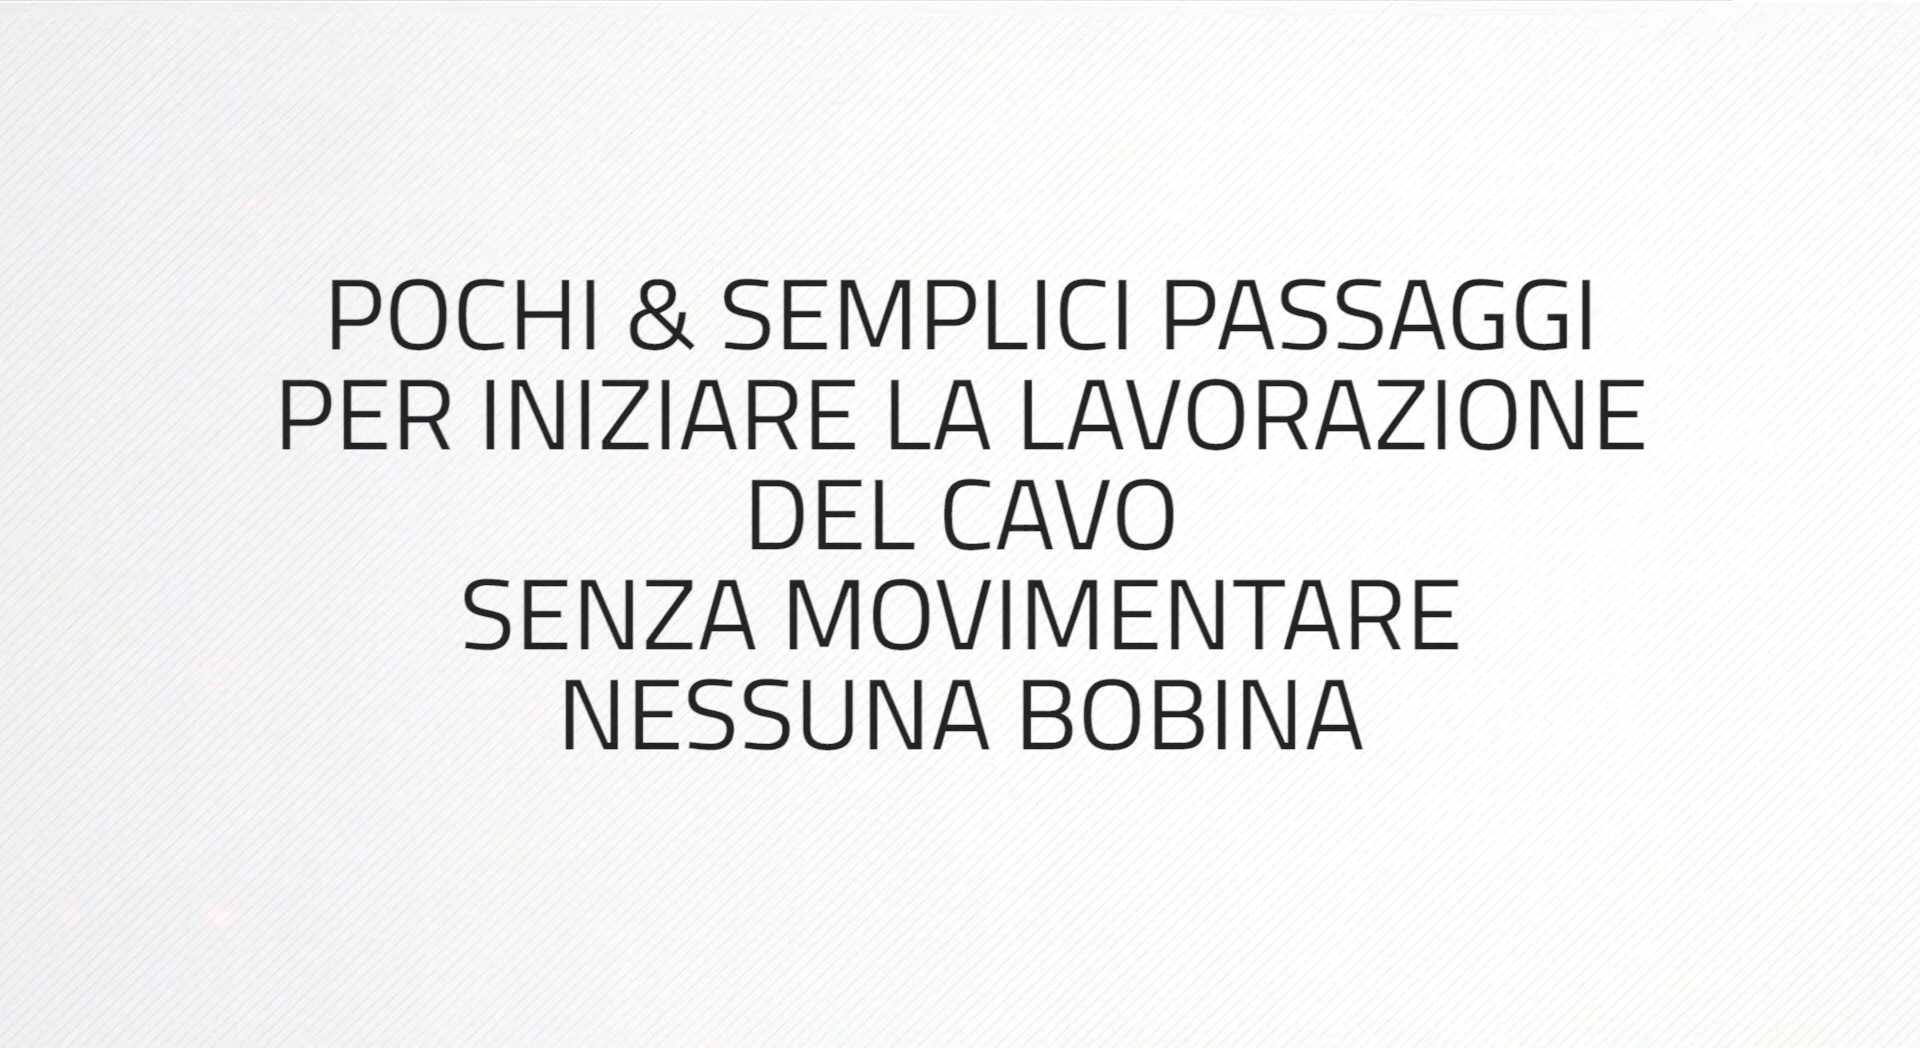 POCHI & SEMPLICI PASSAGGI
PER INIZIARE LA LAVORAZIONE
DEL CAVO
SENZA MOVIMENTARE
NESSUNA BOBINA